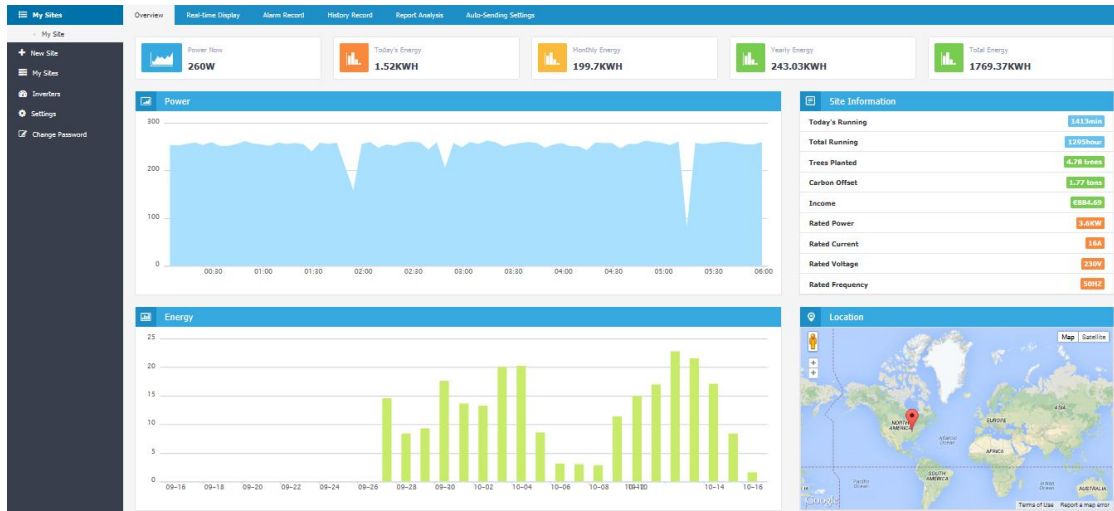 My Sites
My Site
New Site
My Sites
Inverters
Settings
Change Password
Overview Real-time Display Alarm Record History Record Report Analysis Auto-Sending Settings
Power Now
260W
Today's Energy
1.52KWH
Monthly Energy
199.7KWH
Yearly Energy
243.03KWH
Total Energy
1769.37KWH
Power
300
200
100
0
00:30 01:00 01:30 02:00 02:30 03:00 03:30 04:00 04:30 05:00 05:30 06:00
Site Information
Today's Running 1413min
Total Running 1295hour
Trees Planted 4.78 trees
Carbon Offset 1.77 tons
Income €884.69
Rated Power 3.6KW
Rated Current 16A
Rated Voltage 230V
Rated Frequency 50HZ
Energy
25
20
15
10
5
0
09-16 09-18 09-20 09-22 09-24 09-26 09-28 09-30 10-02 10-04 10-06 10-08 10-14 10-16
Location
Map Satellite
NORTH AMERICA
EUROPE
ASIA
Atlantic Ocean
AFRICA
SOUTH AMERICA
Pacific Ocean
Indian Ocean
AUSTRALIA
Google
Terms of Use Report a map error